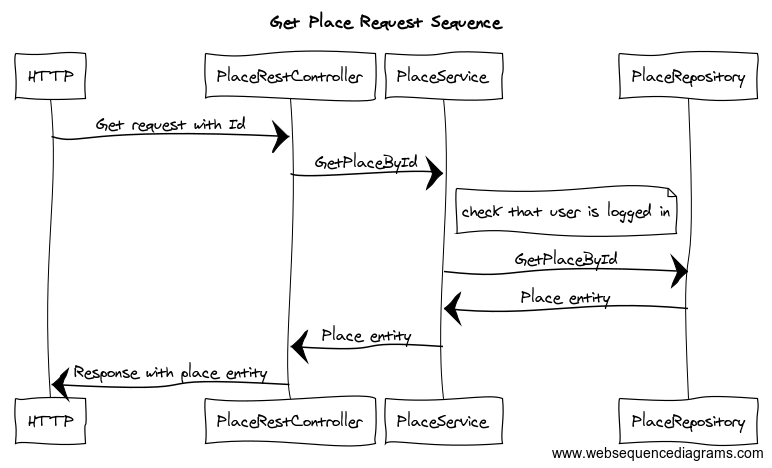 Get Place Request Sequence
HTTP
PlaceRestController
PlaceService
PlaceRepository
Get request with Id
GetPlaceById
check that user is logged in
GetPlaceById
Place entity
Place entity
Response with place entity
HTTP
PlaceRestController
PlaceService
PlaceRepository
www.websequencediagrams.com